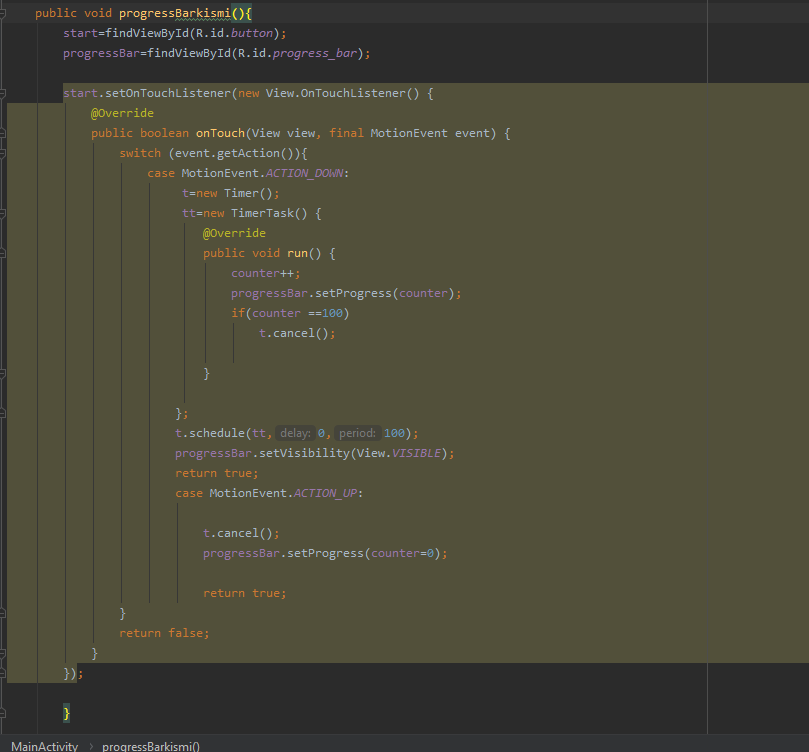 public void progressBarkismi(){
start=findViewById(R.id.button);
progressBar=findViewById(R.id.progress_bar);
start.setOnTouchListener(new View.OnTouchListener() {
@Override
public boolean onTouch(View view, final MotionEvent event) {
switch (event.getAction()){
case MotionEvent.ACTION_DOWN:
t=new Timer();
tt=new TimerTask() {
@Override
public void run() {
counter++;
progressBar.setProgress(counter);
if(counter ==100)
t.cancel();
}
};
t.schedule(tt, delay: 0, period: 100);
progressBar.setVisibility(View.VISIBLE);
return true;
case MotionEvent.ACTION_UP:
t.cancel();
progressBar.setProgress(counter=0);
return true;
}
return false;
}
});
}
MainActivity › progressBarkismi()